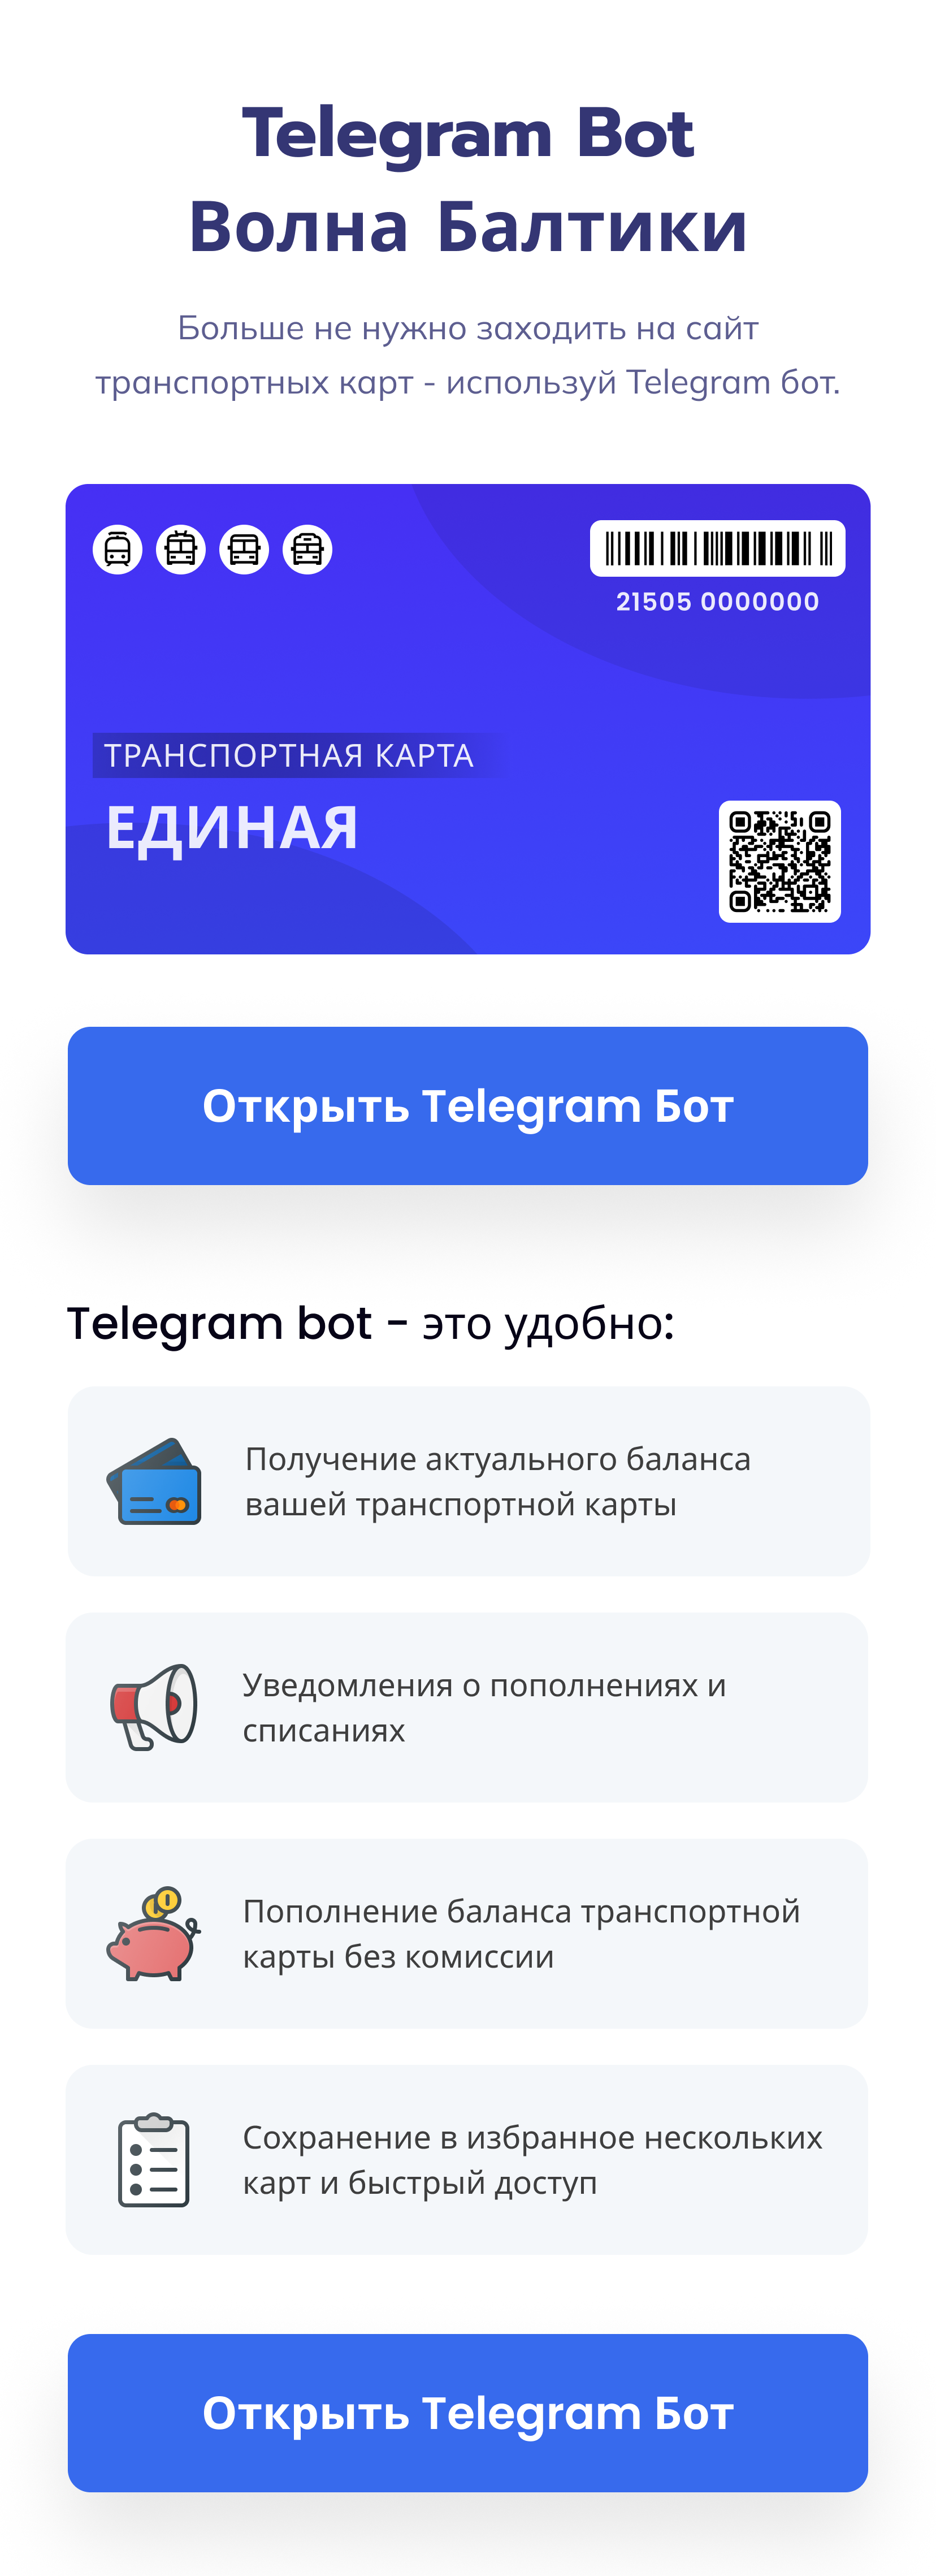 Telegram Bot
Волна Балтики
Больше не нужно заходить на сайт
транспортных карт - используй Telegram бот.
21505 0000000
ТРАНСПОРТНАЯ КАРТА
ЕДИНАЯ
Открыть Telegram Бот
Telegram bot - это удобно:
Получение актуального баланса
вашей транспортной карты
Уведомления о пополнениях и
списаниях
Пополнение баланса транспортной
карты без комиссии
Сохранение в избранное нескольких
карт и быстрый доступ
Открыть Telegram Бот